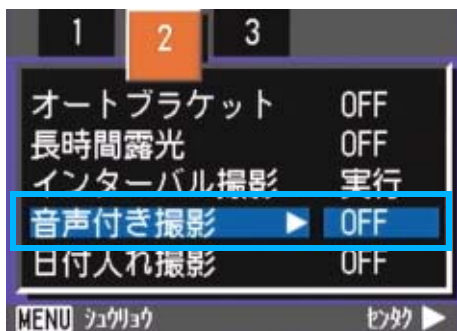 1 2 3
オートブラケット OFF
長時間露光 OFF
インターバル撮影 実行
音声付き撮影 ▶ OFF
日付入れ撮影 OFF
MENU ｼｭｳﾘｮｳ ｾﾝﾀｸ ▶